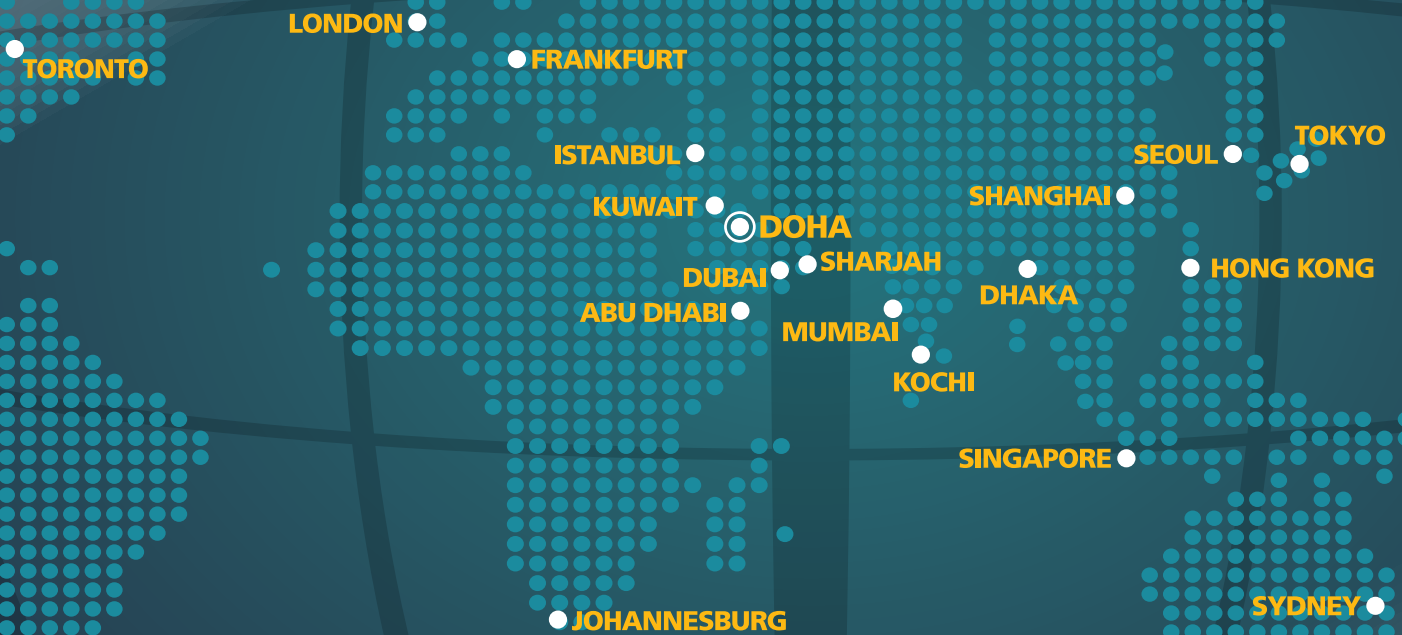 LONDON
FRANKFURT
TORONTO
TOKYO
ISTANBUL
SEOUL
SHANGHAI
KUWAIT
DOHA
SHARJAH
HONG KONG
DUBAI
DHAKA
ABU DHABI
MUMBAI
KOCHI
SINGAPORE
SYDNEY
JOHANNESBURG